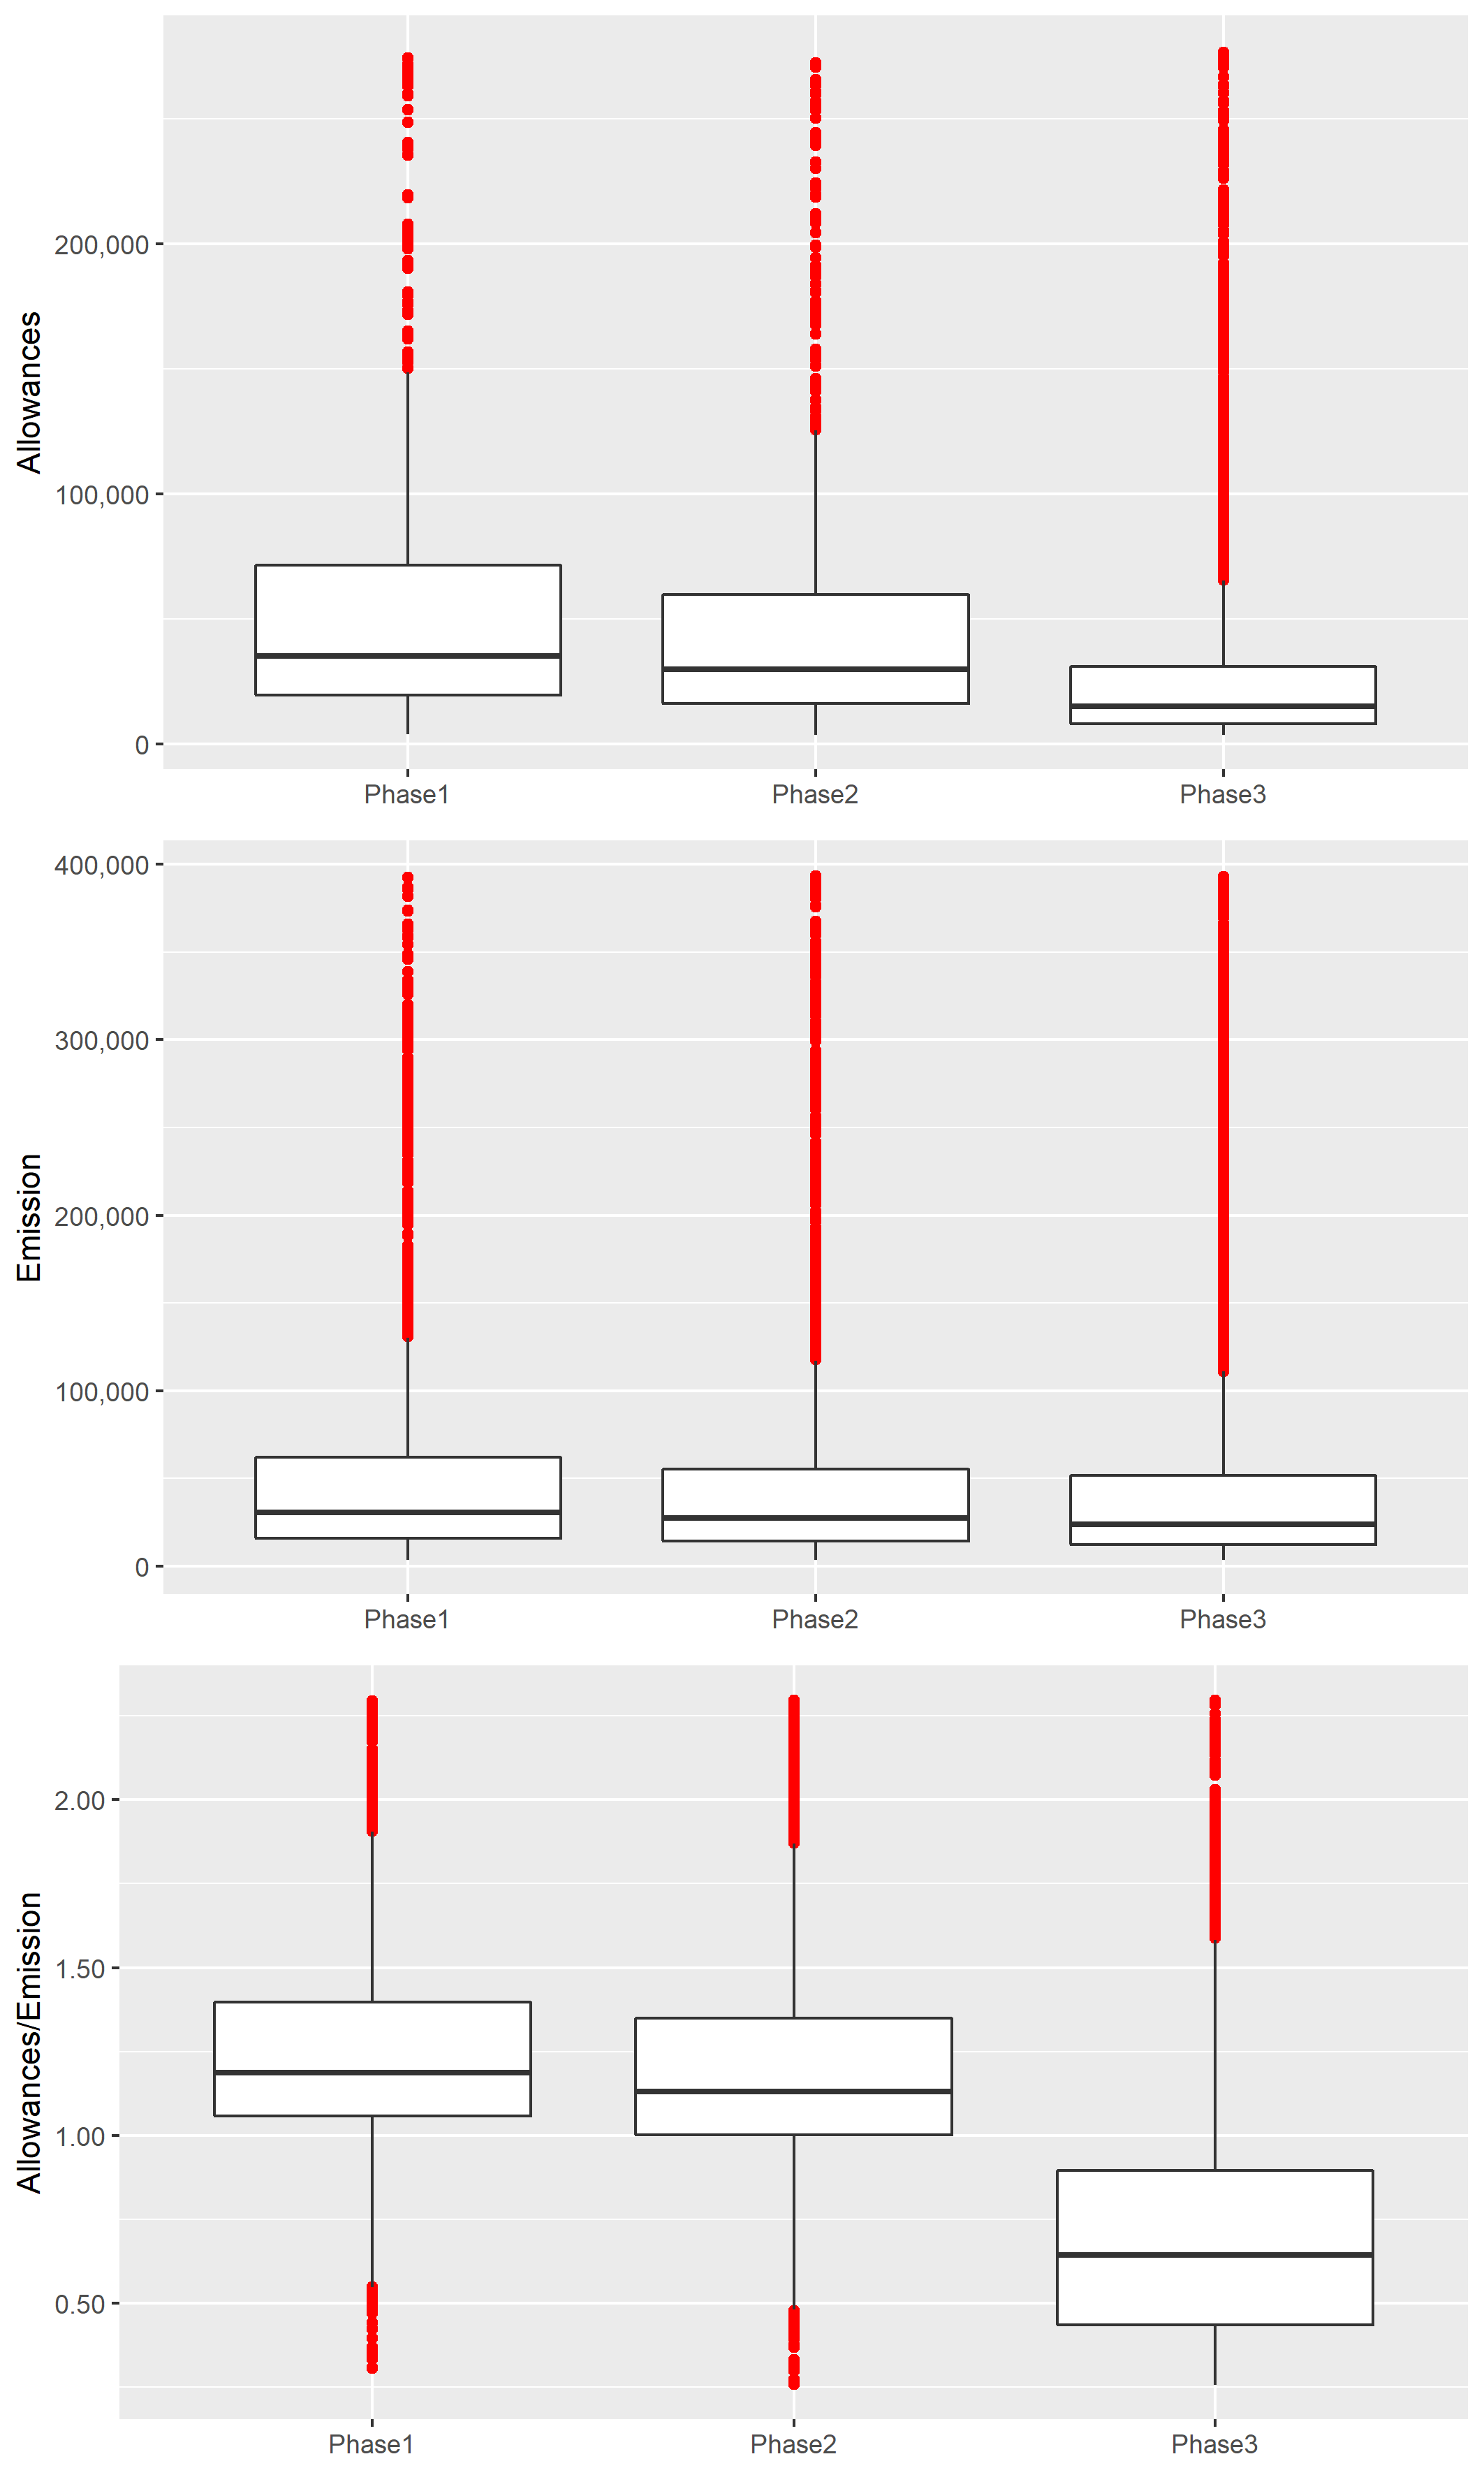 Allowances
200,000
100,000
0
Phase1 Phase2 Phase3
Emission
400,000
300,000
200,000
100,000
0
Phase1 Phase2 Phase3
Allowances/Emission
2.00
1.50
1.00
0.50
Phase1 Phase2 Phase3